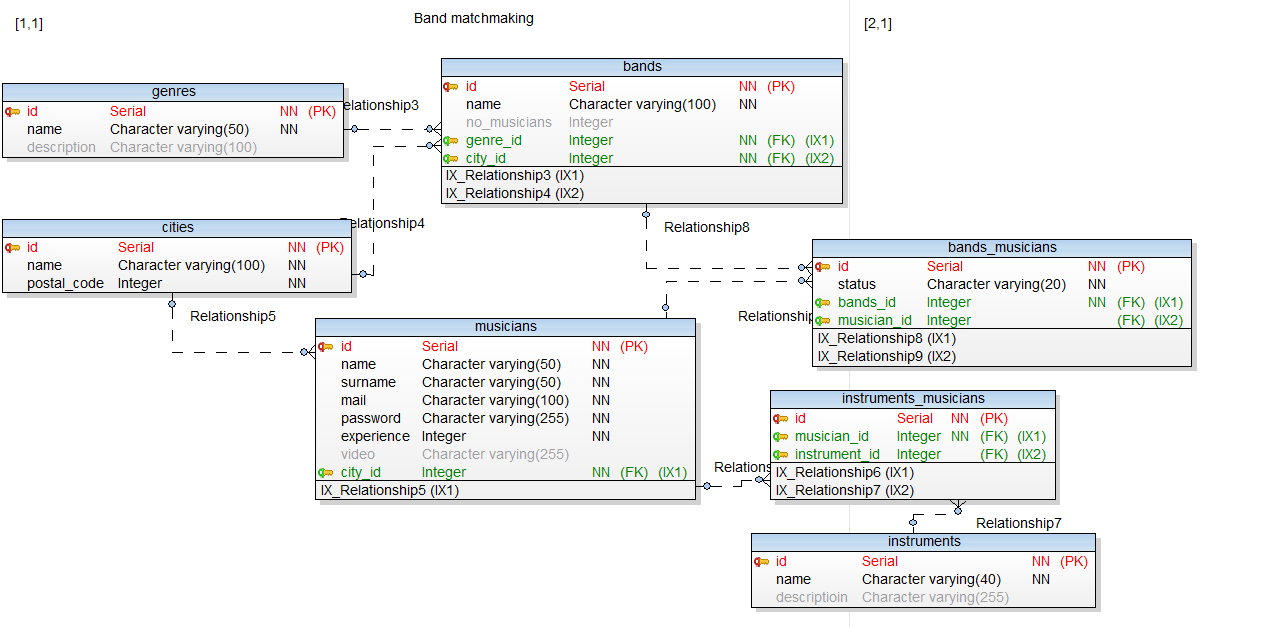 [1,1]
Band matchmaking
[2,1]
genres
id Serial NN (PK)
name Character varying(50) NN
description Character varying(100)
elationship3
bands
id Serial NN (PK)
name Character varying(100) NN
no_musicians Integer
genre_id Integer NN (FK) (IX1)
city_id Integer NN (FK) (IX2)
IX_Relationship3 (IX1)
IX_Relationship4 (IX2)
cities
id Serial NN (PK)
name Character varying(100) NN
postal_code Integer NN
elationship4
Relationship8
Relationship5
bands_musicians
id Serial NN (PK)
status Character varying(20) NN
bands_id Integer NN (FK) (IX1)
musician_id Integer (FK) (IX2)
IX_Relationship8 (IX1)
IX_Relationship9 (IX2)
Relationship
musicians
id Serial NN (PK)
name Character varying(50) NN
surname Character varying(50) NN
mail Character varying(100) NN
password Character varying(255) NN
experience Integer NN
video Character varying(255)
city_id Integer NN (FK) (IX1)
IX_Relationship5 (IX1)
Relations
instruments_musicians
id Serial NN (PK)
musician_id Integer NN (FK) (IX1)
instrument_id Integer (FK) (IX2)
IX_Relationship6 (IX1)
IX_Relationship7 (IX2)
Relationship7
instruments
id Serial NN (PK)
name Character varying(40) NN
descriptioin Character varying(255)